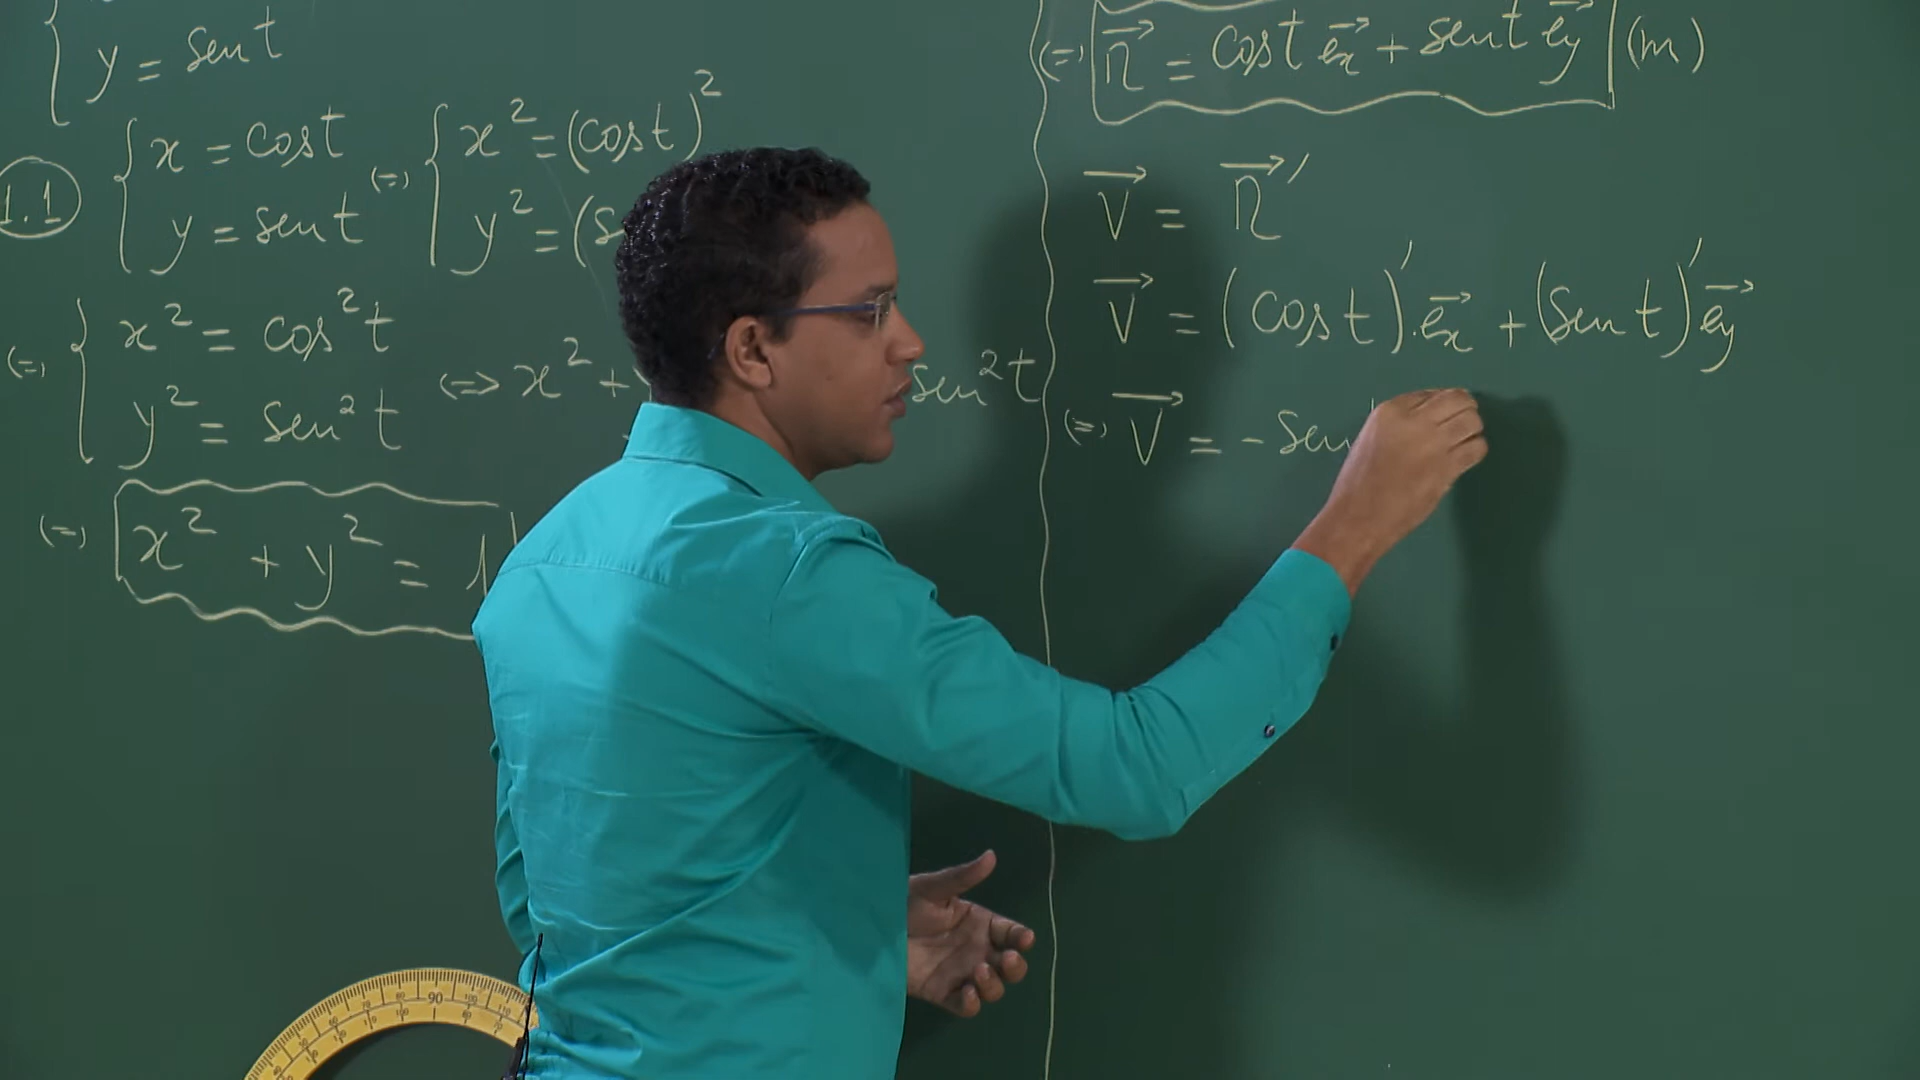 y = sen t
1.1
x = cos t (=) x² = (cos t)²
y = sen t y² = (s
(=) x² = cos² t
y² = sen² t <=> x² + sen² t
(=) x² + y² = 1
(=) r⃗ = cos t e⃗x + sen t e⃗y (m)
v⃗ = r⃗ ′
v⃗ = (cos t)′ . e⃗x + (sen t)′ e⃗y
(=) v⃗ = - sen
90